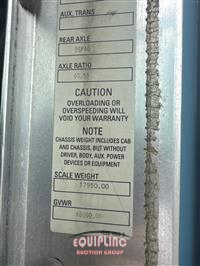 AUX. TRANS
REAR AXLE
AXLE RATIO
CAUTION
OVERLOADING OR
OVERSPEEDING WILL
VOID YOUR WARRANTY
NOTE
CHASSIS WEIGHT INCLUDES CAB
AND CHASSIS, BUT WITHOUT
DRIVER, BODY, AUX. POWER
DEVICES OR EQUIPMENT
SCALE WEIGHT
17950.00
GVWR
EQUIPLINC
AUCTION GROUP